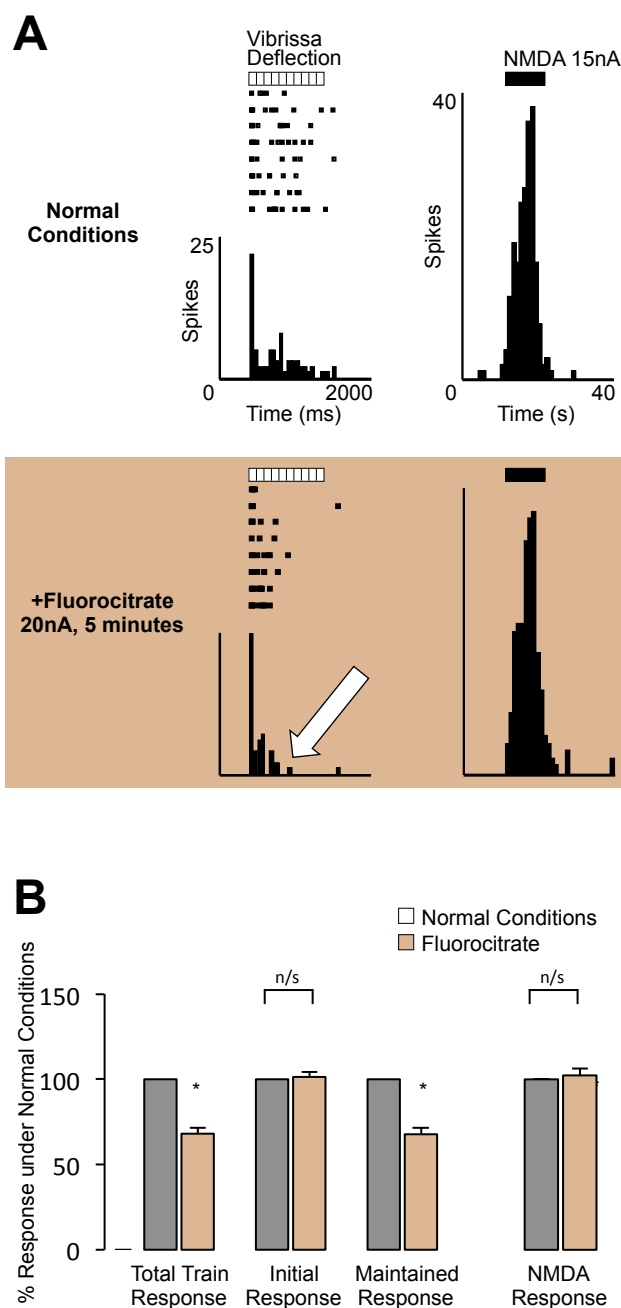 A
Vibrissa
Deflection
NMDA 15nA
Normal
Conditions
25
Spikes
0
2000
Time (ms)
40
Spikes
0
40
Time (s)
+Fluorocitrate
20nA, 5 minutes
B
Normal Conditions
Fluorocitrate
% Response under Normal Conditions
150
100
50
0
n/s
n/s
*
*
Total Train
Response
Initial
Response
Maintained
Response
NMDA
Response